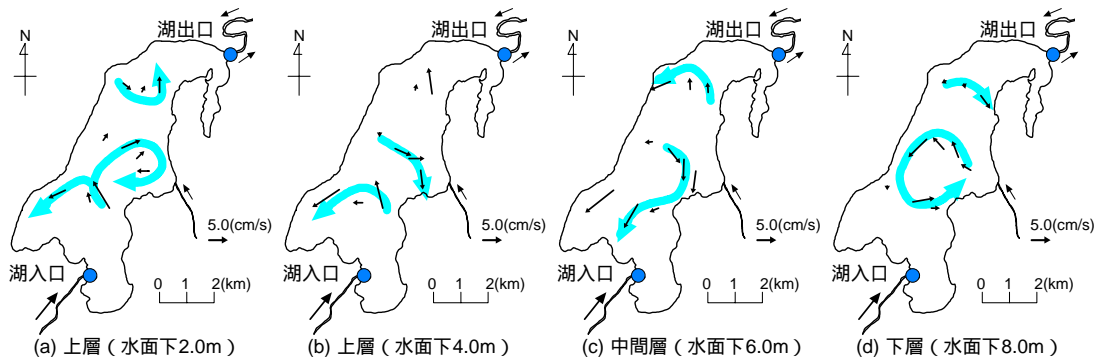 湖出口
N
5.0(cm/s)
湖入口
0 1 2(km)
(a) 上層（水面下2.0m）
湖出口
N
5.0(cm/s)
湖入口
0 1 2(km)
(b) 上層（水面下4.0m）
湖出口
N
5.0(cm/s)
湖入口
0 1 2(km)
(c) 中間層（水面下6.0m）
湖出口
N
5.0(cm/s)
湖入口
0 1 2(km)
(d) 下層（水面下8.0m）